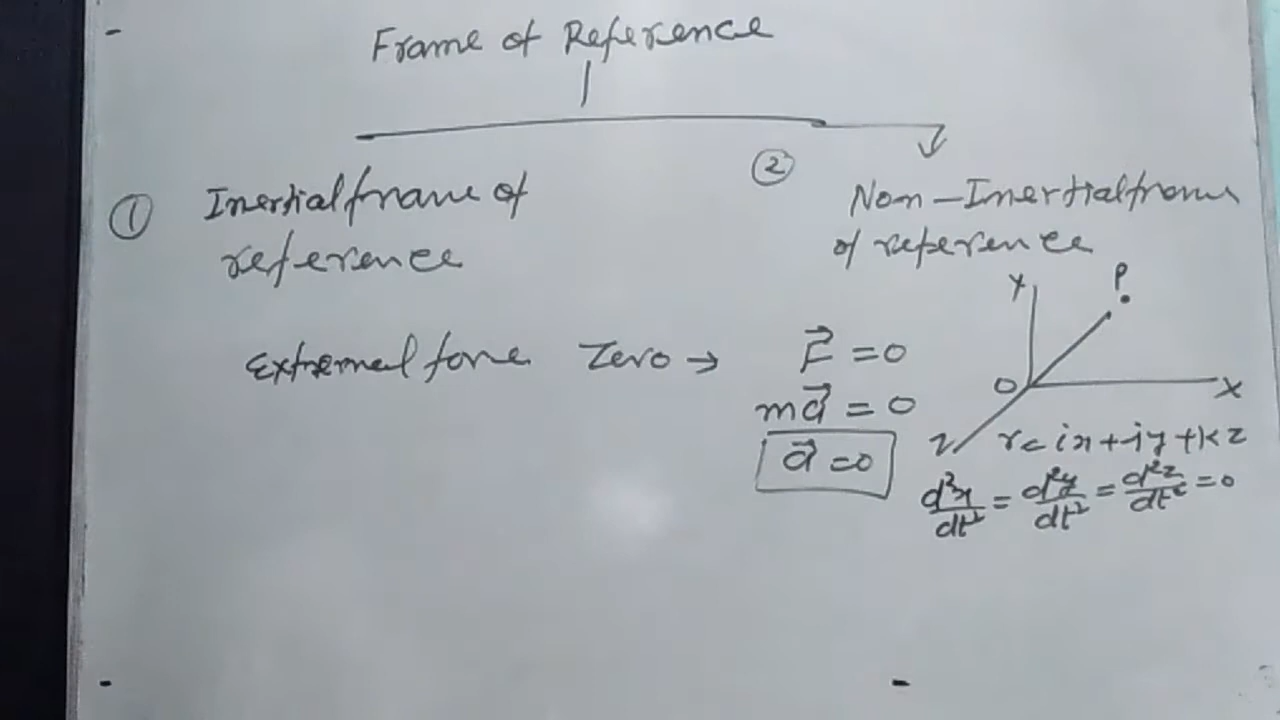 Frame of Reference
① Inertial frame of
reference
② Non-Inertial frame
of reference
External force Zero → F⃗ = 0
ma⃗ = 0
a⃗ = 0
Y
P
O
X
Z
r = ix + jy + kz
d²x/dt² = d²y/dt² = d²z/dt² = 0